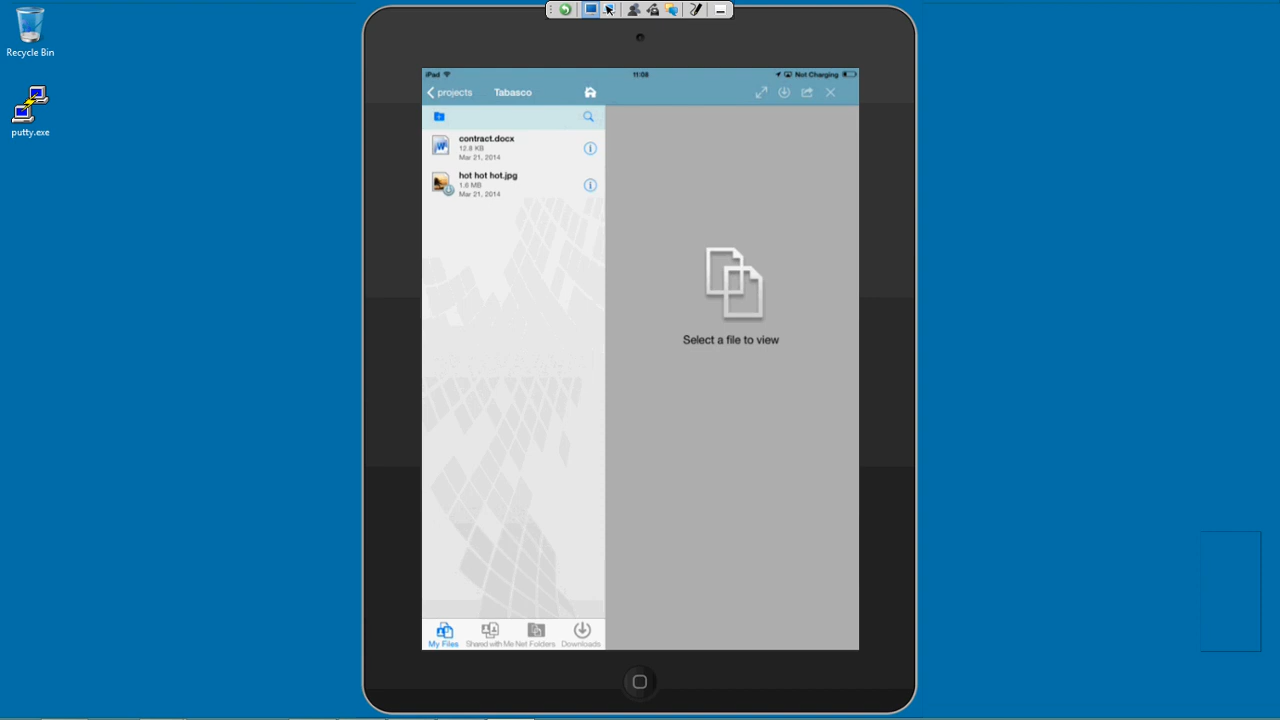 Recycle Bin
putty.exe
iPad
11:08
Not Charging
projects
Tabasco
contract.docx
12.8 KB
Mar 21, 2014
hot hot hot.jpg
1.6 MB
Mar 21, 2014
Select a file to view
My Files
Shared with Me
Net Folders
Downloads